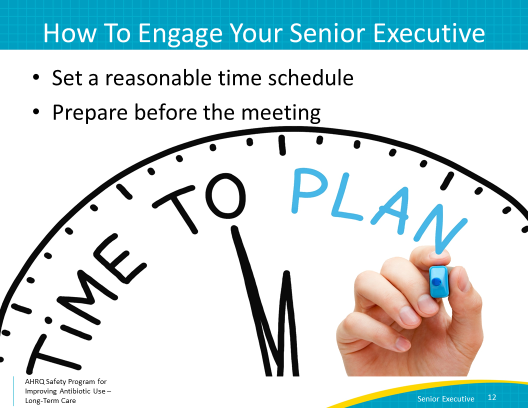 How To Engage Your Senior Executive
• Set a reasonable time schedule
• Prepare before the meeting
TiME TO PLAN
AHRQ Safety Program for
Improving Antibiotic Use –
Long-Term Care
Senior Executive 12